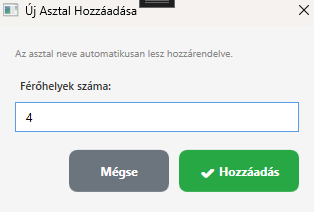 Új Asztal Hozzáadása
Az asztal neve automatikusan lesz hozzárendelve.
Férőhelyek száma:
4
Mégse
Hozzáadás